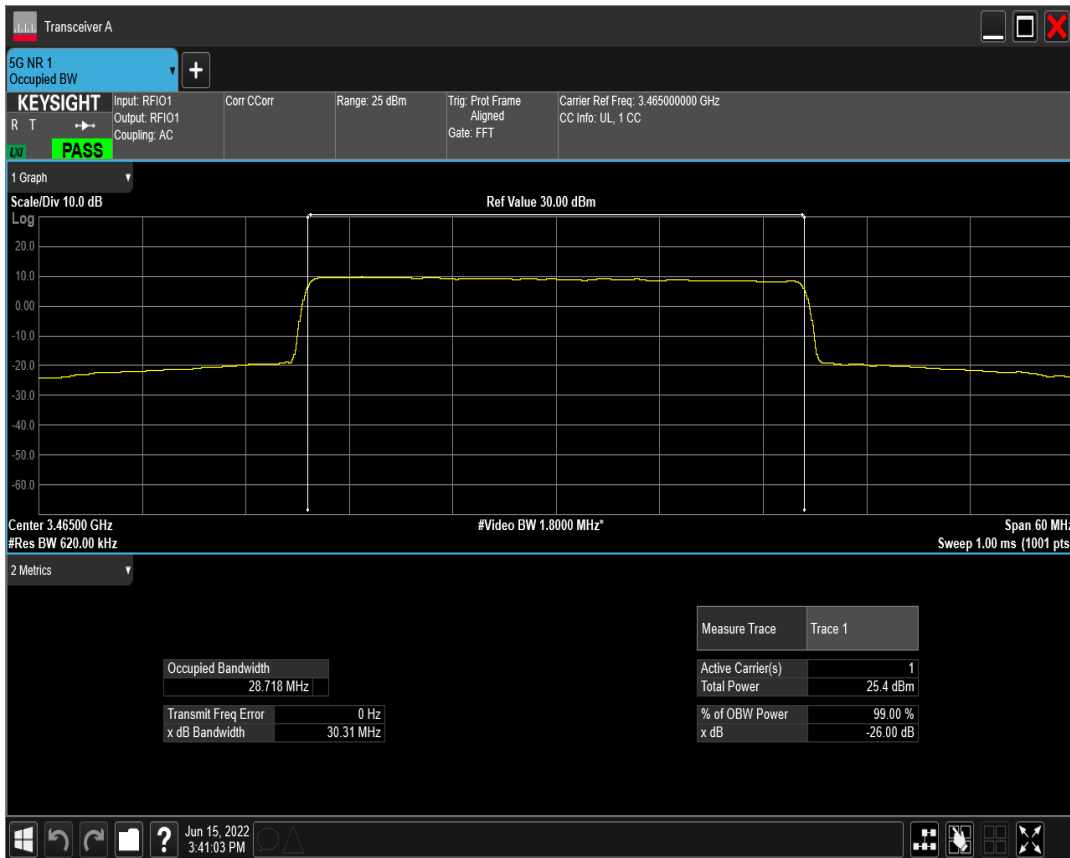 Transceiver A
5G NR 1
Occupied BW
+
KEYSIGHT
R T
LXI
PASS
Input: RFIO1
Output: RFIO1
Coupling: AC
Corr CCorr
Range: 25 dBm
Trig: Prot Frame
Aligned
Gate: FFT
Carrier Ref Freq: 3.465000000 GHz
CC Info: UL, 1 CC
1 Graph
Scale/Div 10.0 dB
Ref Value 30.00 dBm
Log
20.0
10.0
0.00
-10.0
-20.0
-30.0
-40.0
-50.0
-60.0
Center 3.46500 GHz
#Video BW 1.8000 MHz*
Span 60 MHz
#Res BW 620.00 kHz
Sweep 1.00 ms (1001 pts
2 Metrics
Measure Trace Trace 1
Occupied Bandwidth
28.718 MHz
Active Carrier(s) 1
Total Power 25.4 dBm
Transmit Freq Error 0 Hz
x dB Bandwidth 30.31 MHz
% of OBW Power 99.00 %
x dB -26.00 dB
?
Jun 15, 2022
3:41:03 PM